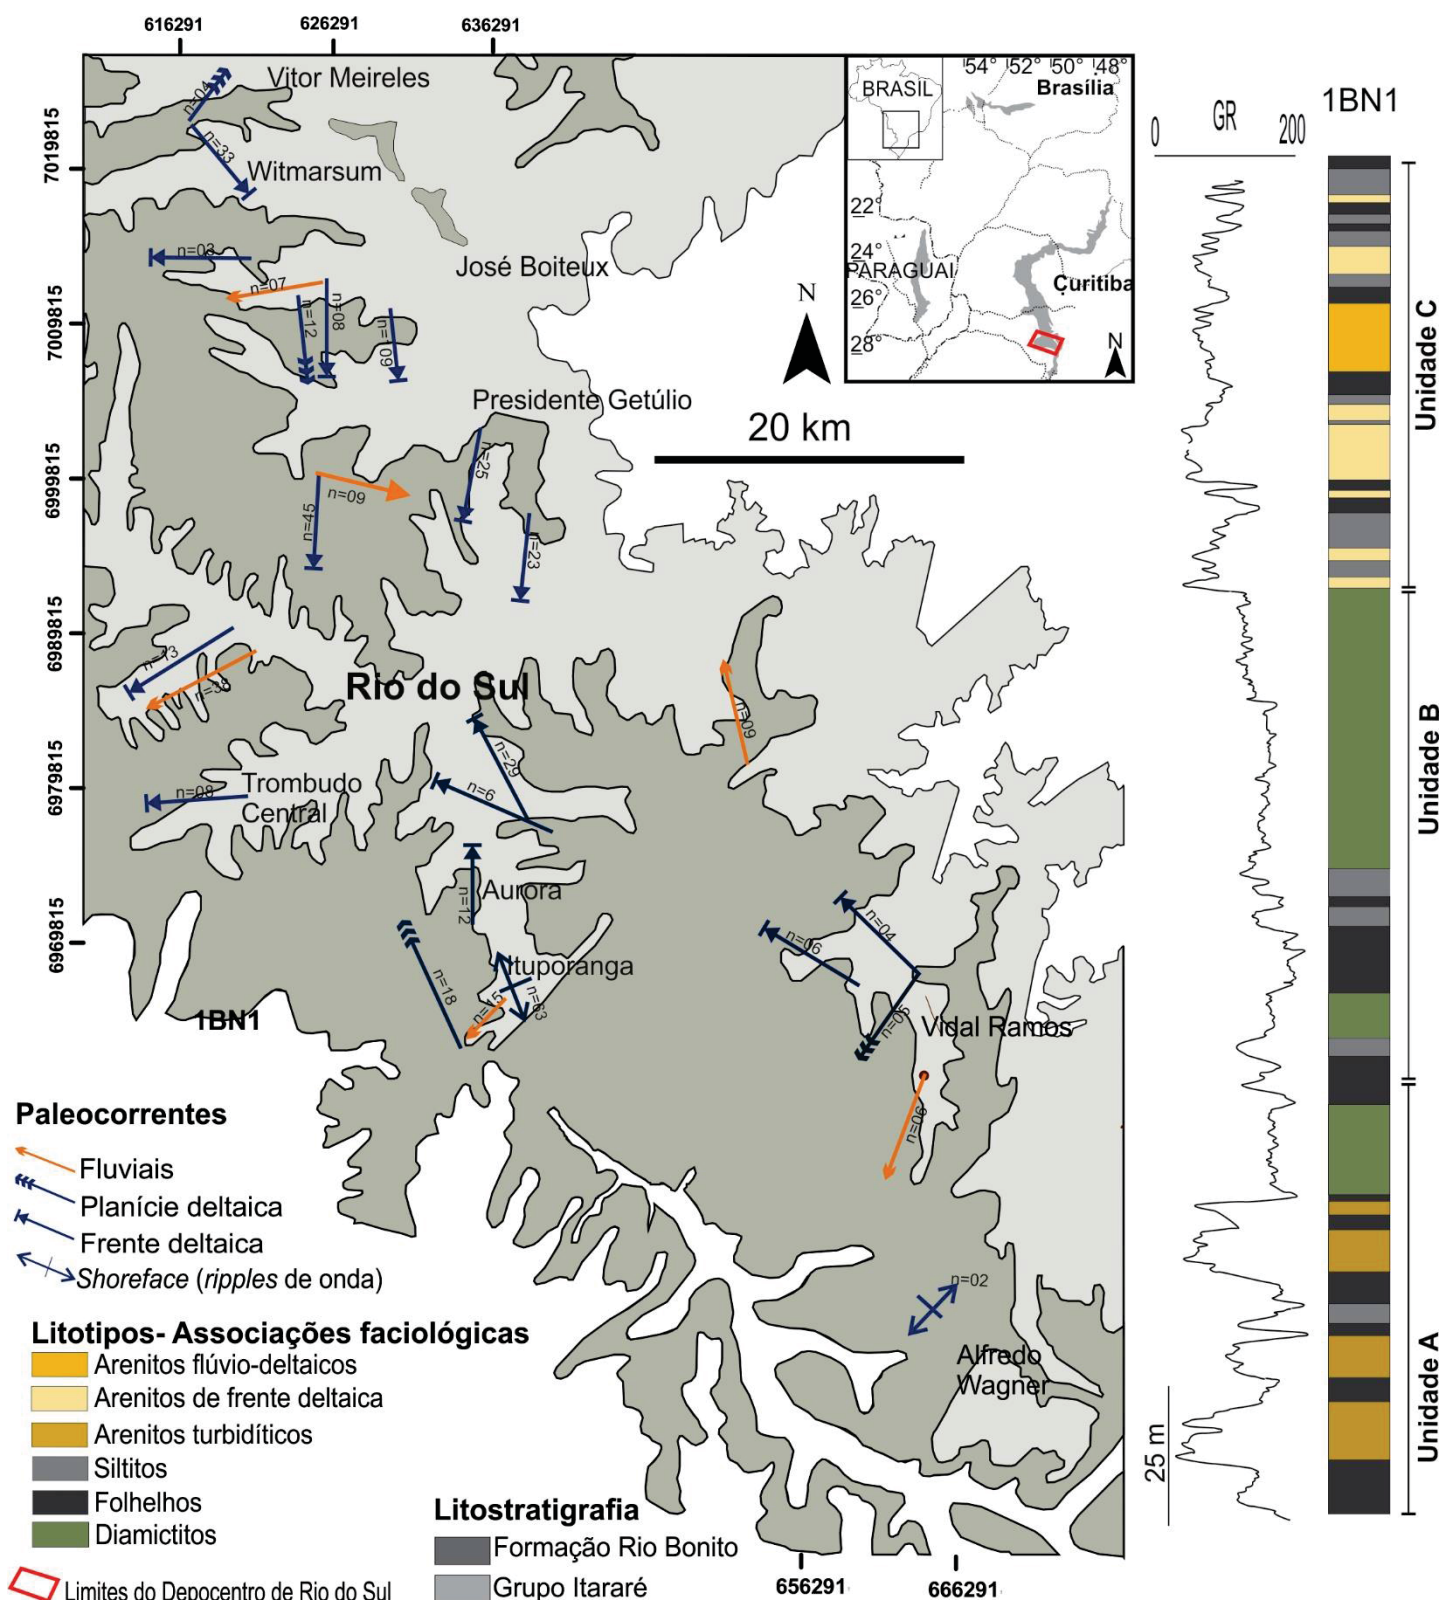 616291
626291
636291
7019815
7009815
6999815
6989815
6979815
6969815
Vitor Meireles
n=04
n=33
Witmarsum
n=03
José Boiteux
n=07
n=12
n=08
n=09
Presidente Getúlio
n=25
n=09
n=45
n=23
20 km
N
BRASIL
54° 52° 50° 48°
Brasília
22°
24°
PARAGUAI
26°
Curitiba
28°
N
n=13
n=38
Rio do Sul
n=09
n=29
n=6
Trombudo
Central
n=08
Aurora
n=12
n=04
n=06
Ituporanga
n=18
n=15
n=63
n=05
Vidal Ramos
1BN1
n=06
n=02
Alfredo
Wagner
656291
666291
Paleocorrentes
Fluviais
Planície deltaica
Frente deltaica
Shoreface (ripples de onda)
Litotipos- Associações faciológicas
Arenitos flúvio-deltaicos
Arenitos de frente deltaica
Arenitos turbidíticos
Siltitos
Folhelhos
Diamictitos
Limites do Depocentro de Rio do Sul
Litostratigrafia
Formação Rio Bonito
Grupo Itararé
1BN1
0 GR 200
Unidade C
Unidade B
Unidade A
25 m